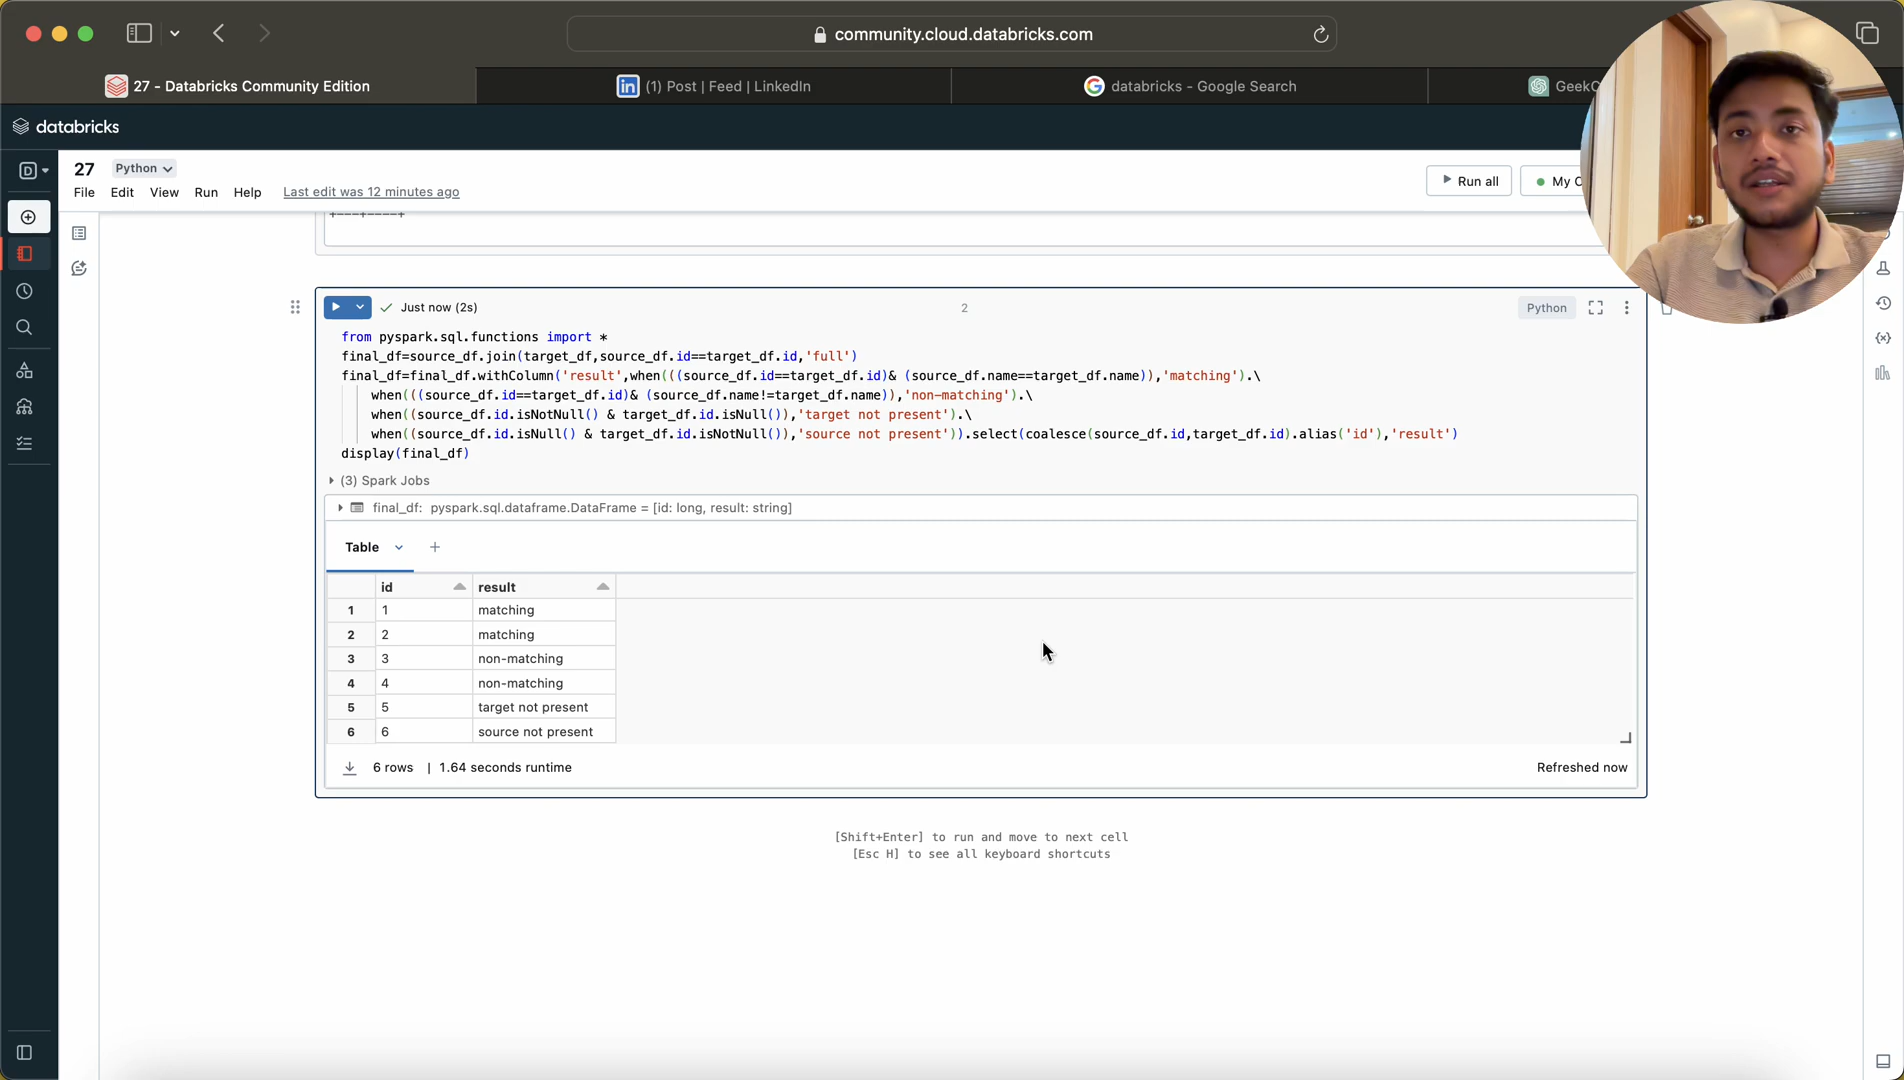 community.cloud.databricks.com
27 - Databricks Community Edition
(1) Post | Feed | LinkedIn
databricks - Google Search
databricks
27
Python
File Edit View Run Help Last edit was 12 minutes ago
Run all
My
+---+----+
Just now (2s)
2
Python
from pyspark.sql.functions import *
final_df=source_df.join(target_df,source_df.id==target_df.id,'full')
final_df=final_df.withColumn('result',when(((source_df.id==target_df.id)& (source_df.name==target_df.name)),'matching').\
when(((source_df.id==target_df.id)& (source_df.name!=target_df.name)),'non-matching').\
when((source_df.id.isNotNull() & target_df.id.isNull()),'target not present').\
when((source_df.id.isNull() & target_df.id.isNotNull()),'source not present')).select(coalesce(source_df.id,target_df.id).alias('id'),'result')
display(final_df)
(3) Spark Jobs
final_df: pyspark.sql.dataframe.DataFrame = [id: long, result: string]
Table
id result
1 1 matching
2 2 matching
3 3 non-matching
4 4 non-matching
5 5 target not present
6 6 source not present
6 rows | 1.64 seconds runtime
Refreshed now
[Shift+Enter] to run and move to next cell
[Esc H] to see all keyboard shortcuts